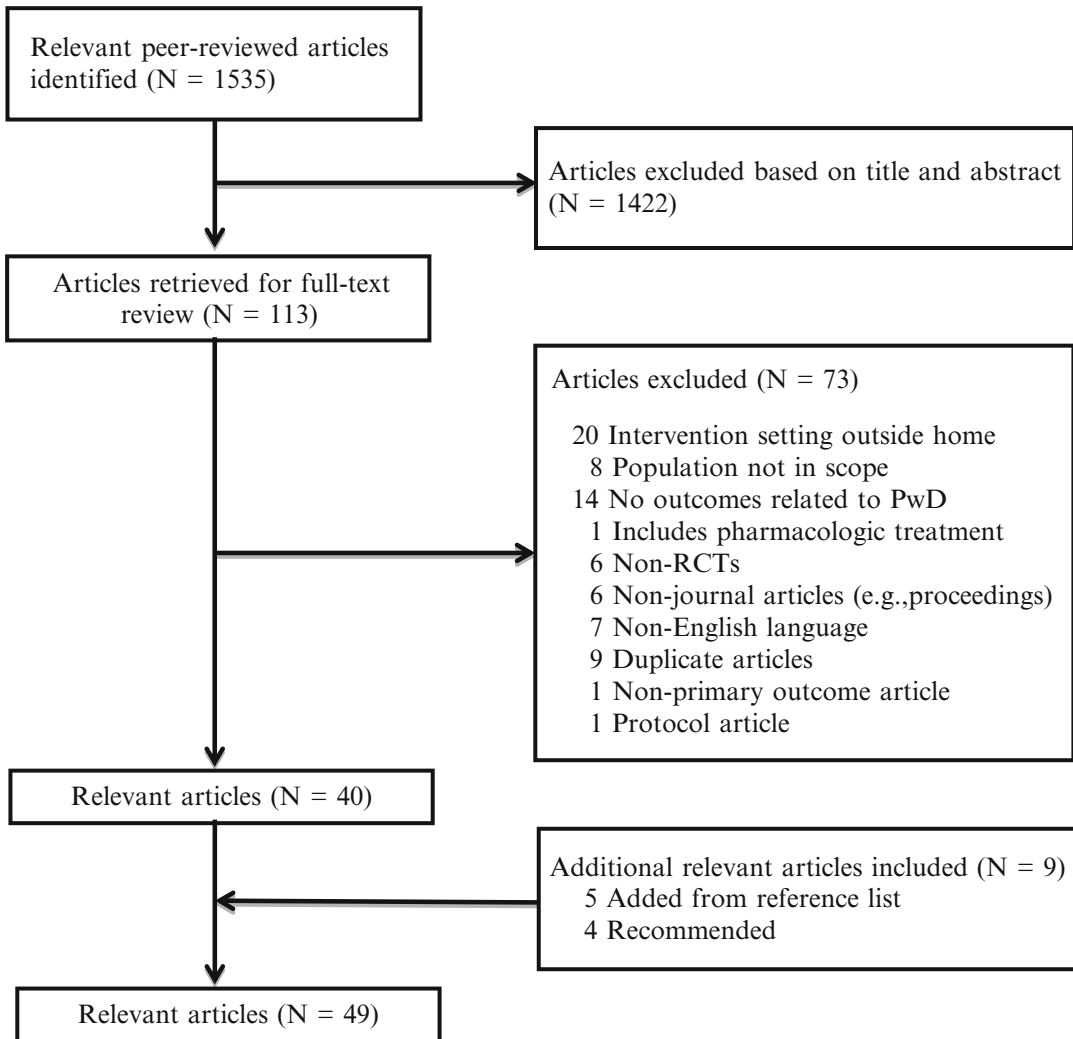 Relevant peer-reviewed articles
identified (N = 1535)
Articles excluded based on title and abstract
(N = 1422)
Articles retrieved for full-text
review (N = 113)
Articles excluded (N = 73)
20 Intervention setting outside home
8 Population not in scope
14 No outcomes related to PwD
1 Includes pharmacologic treatment
6 Non-RCTs
6 Non-journal articles (e.g.,proceedings)
7 Non-English language
9 Duplicate articles
1 Non-primary outcome article
1 Protocol article
Relevant articles (N = 40)
Additional relevant articles included (N = 9)
5 Added from reference list
4 Recommended
Relevant articles (N = 49)